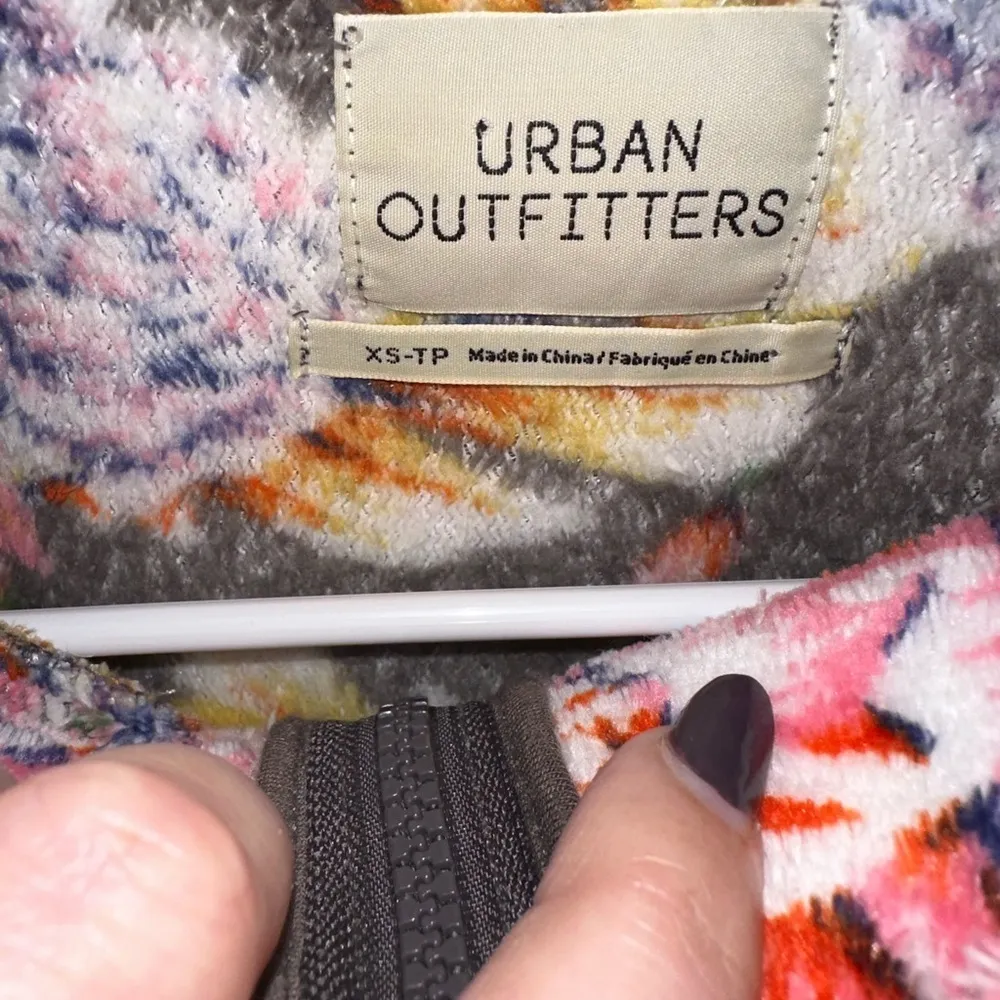 URBAN
OUTFITTERS
XS-TP Made in China/Fabriqué en Chine